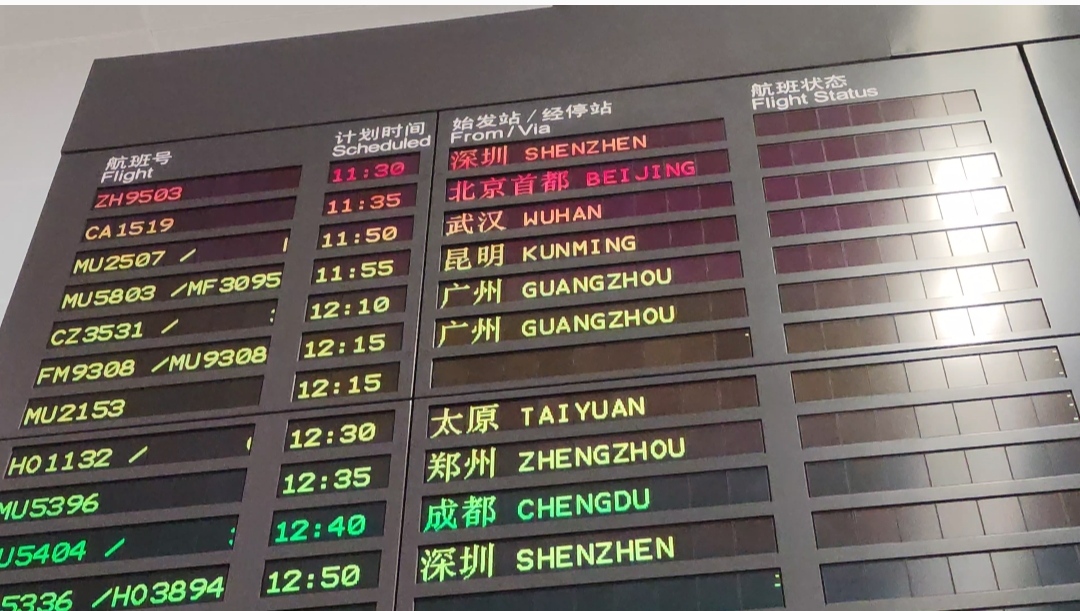 航班号 计划时间 始发站/经停站 航班状态
Flight Scheduled From/Via Flight Status
ZH9503 11:30 深圳 SHENZHEN
CA1519 11:35 北京首都 BEIJING
MU2507 / 11:50 武汉 WUHAN
MU5803 /MF3095 11:55 昆明 KUNMING
CZ3531 / 12:10 广州 GUANGZHOU
FM9308 /MU9308 12:15 广州 GUANGZHOU
MU2153 12:15
HO1132 / 12:30 太原 TAIYUAN
MU5396 12:35 郑州 ZHENGZHOU
U5404 / 12:40 成都 CHENGDU
5336 /HO3894 12:50 深圳 SHENZHEN